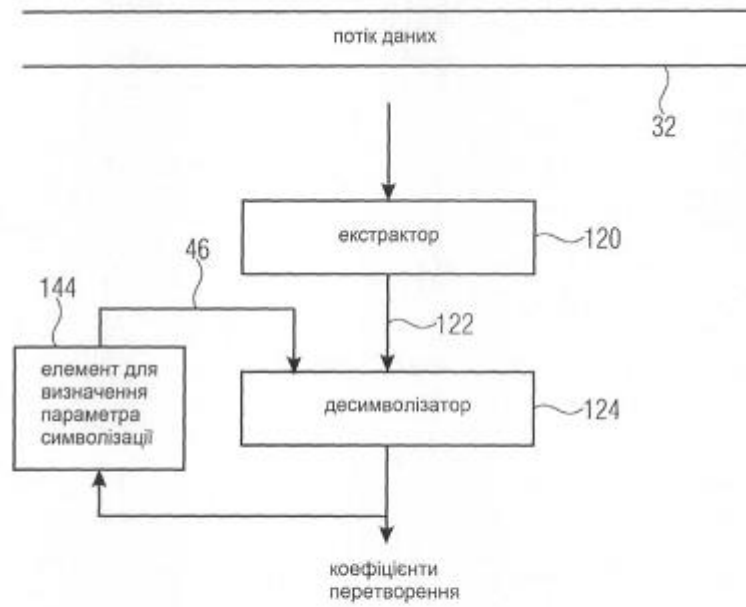 потік даних
32
екстрактор
120
46
144
122
елемент для
визначення
параметра
символізації
десимволізатор
124
коефіцієнти
перетворення